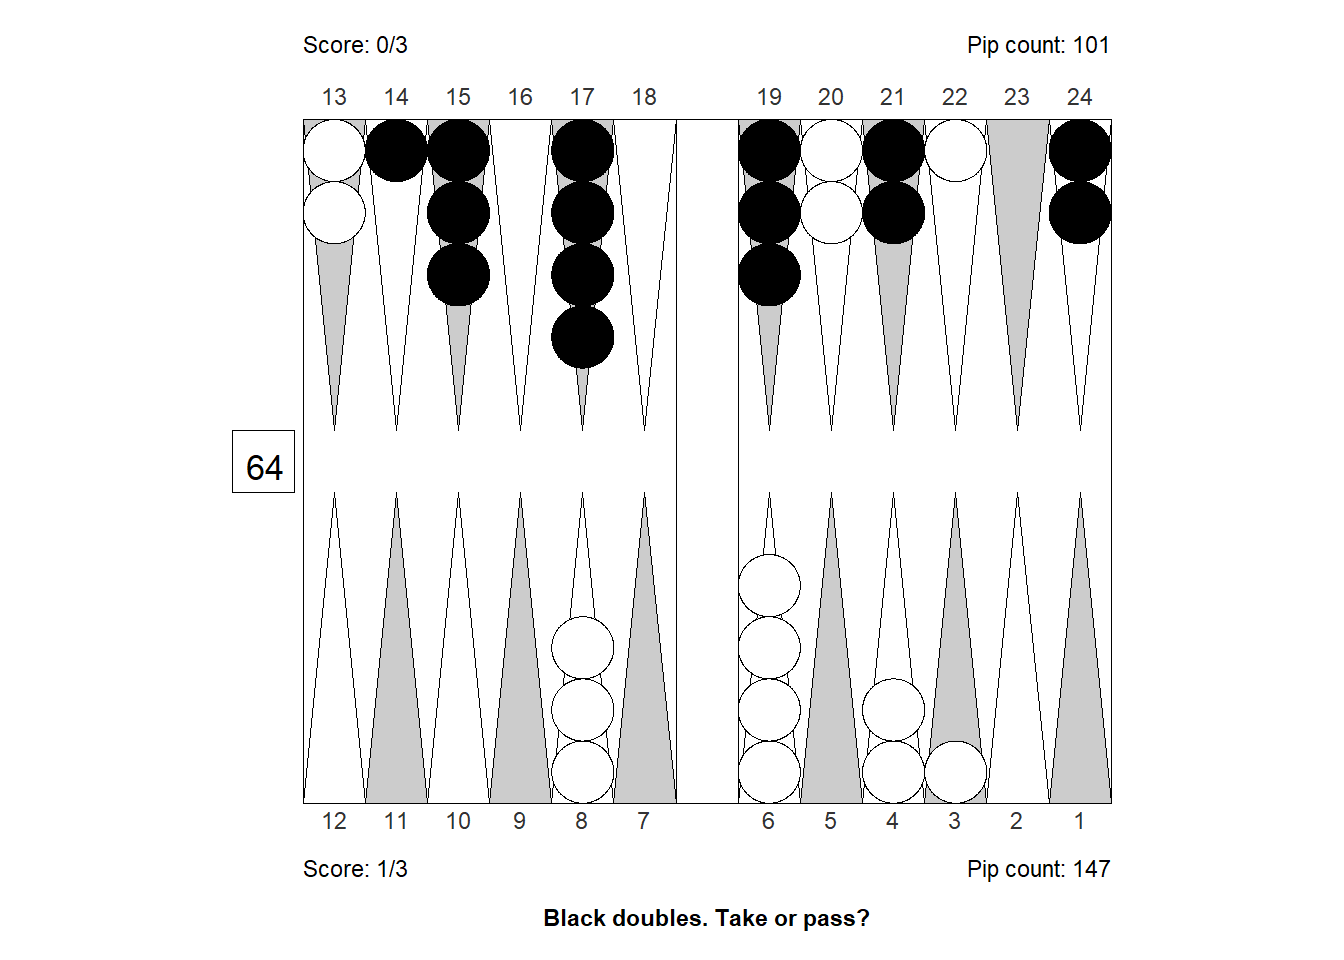 Score: 0/3 Pip count: 101
13 14 15 16 17 18 19 20 21 22 23 24
64
12 11 10 9 8 7 6 5 4 3 2 1
Score: 1/3 Pip count: 147
Black doubles. Take or pass?